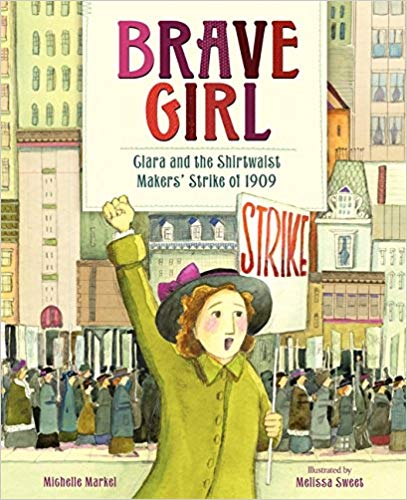 BRAVE
GIRL
Clara and the Shirtwaist
Makers' Strike of 1909
STRIKE
Michelle Markel
Illustrated by
Melissa Sweet